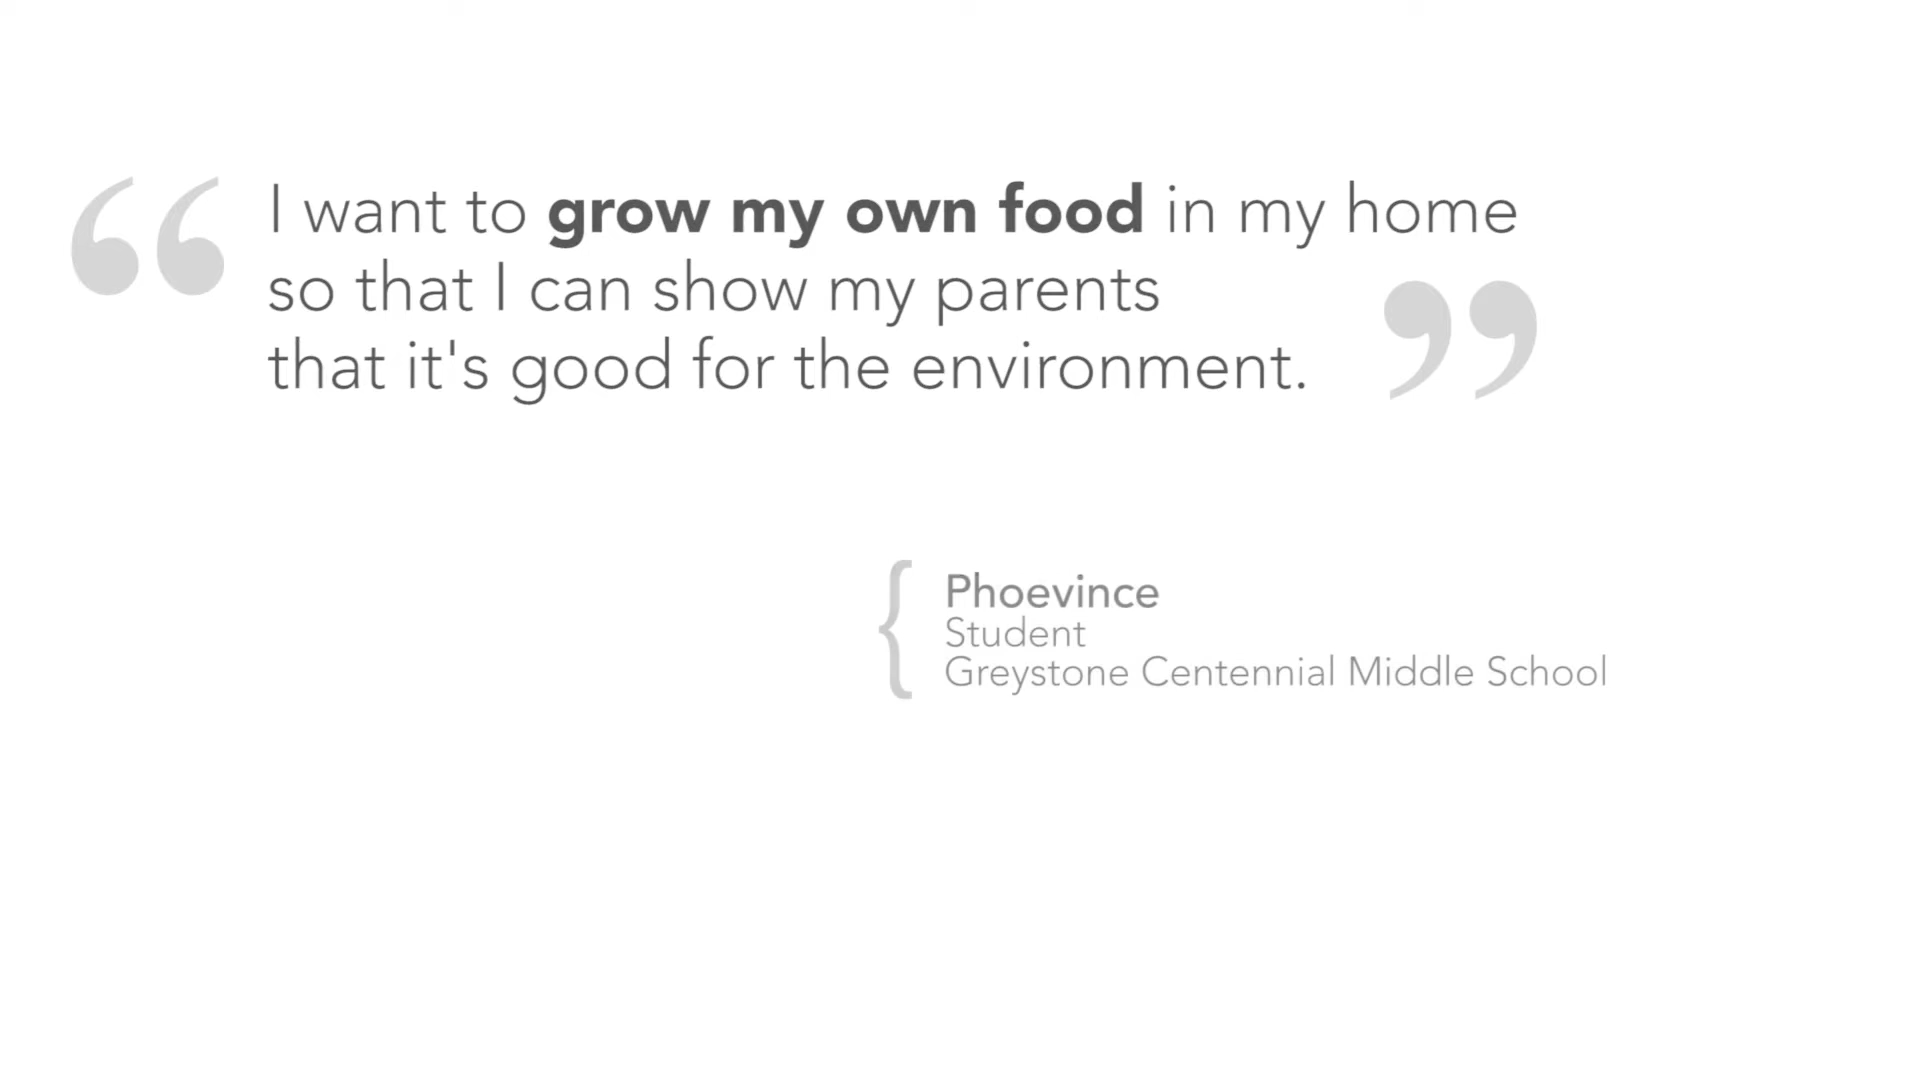 “ I want to grow my own food in my home
so that I can show my parents
that it's good for the environment. ”
{ Phoevince
Student
Greystone Centennial Middle School